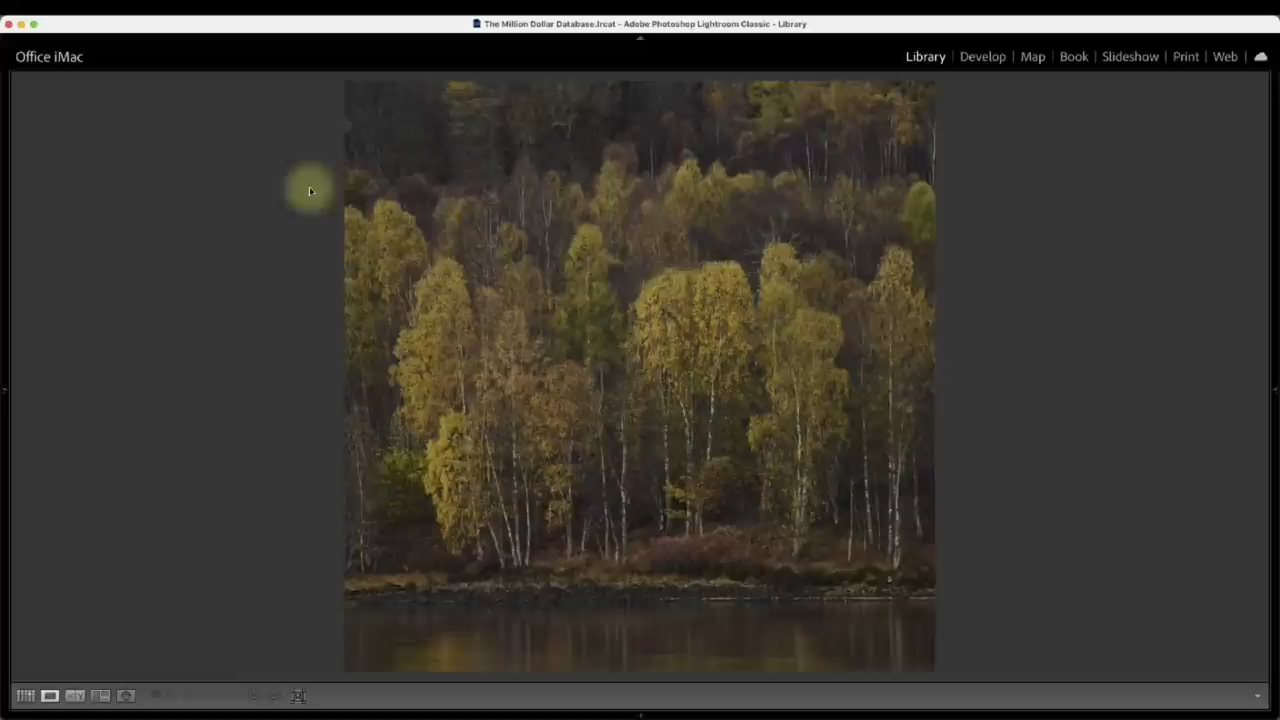 The Million Dollar Database.lrcat - Adobe Photoshop Lightroom Classic - Library
Office iMac
Library | Develop | Map | Book | Slideshow | Print | Web |